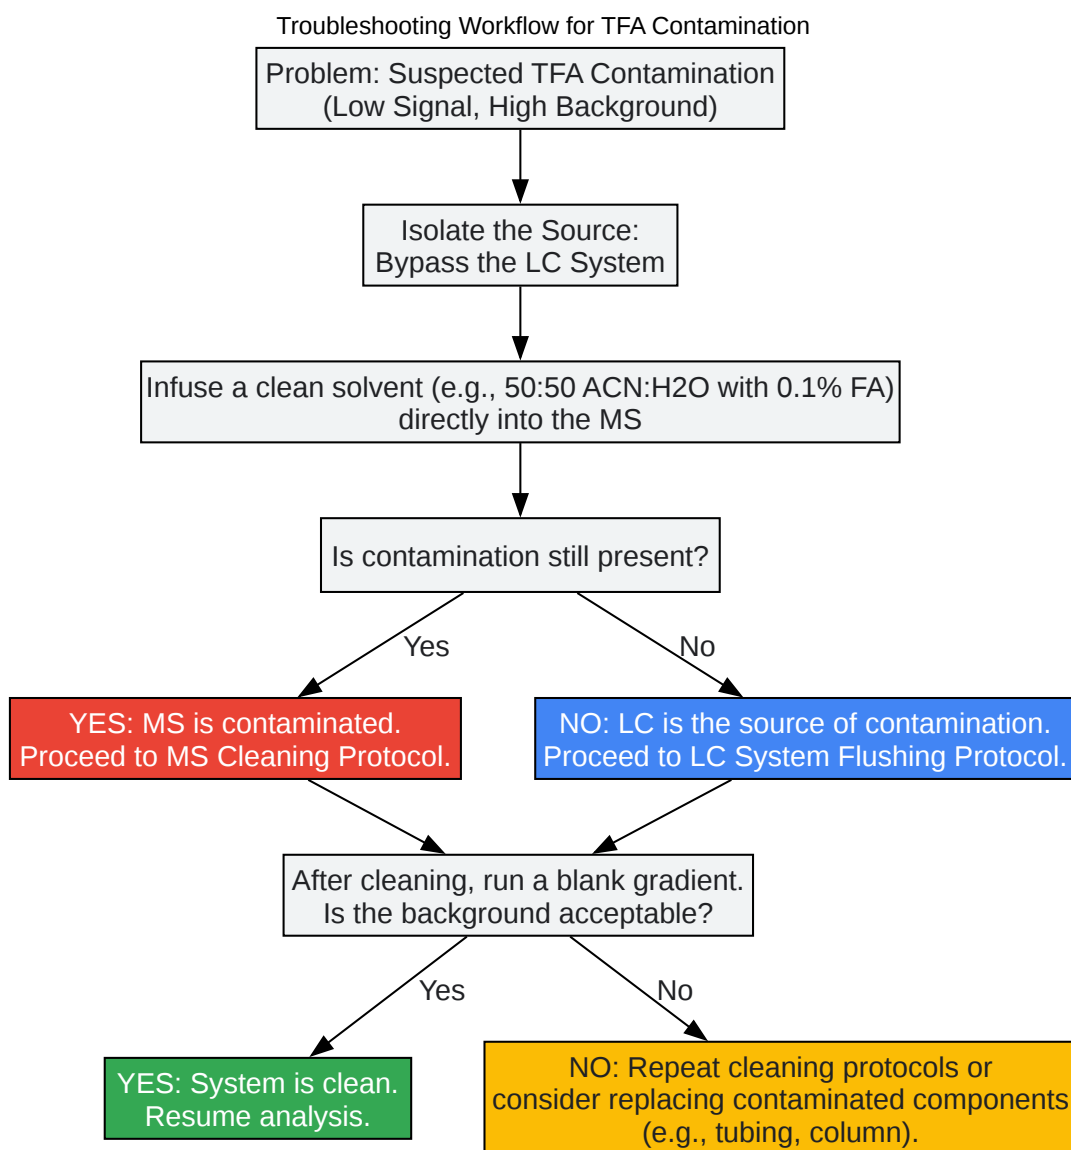 Troubleshooting Workflow for TFA Contamination
Problem: Suspected TFA Contamination
(Low Signal, High Background)
Isolate the Source:
Bypass the LC System
Infuse a clean solvent (e.g., 50:50 ACN:H2O with 0.1% FA)
directly into the MS
Is contamination still present?
Yes
No
YES: MS is contaminated.
Proceed to MS Cleaning Protocol.
NO: LC is the source of contamination.
Proceed to LC System Flushing Protocol.
After cleaning, run a blank gradient.
Is the background acceptable?
Yes
No
YES: System is clean.
Resume analysis.
NO: Repeat cleaning protocols or
consider replacing contaminated components
(e.g., tubing, column).